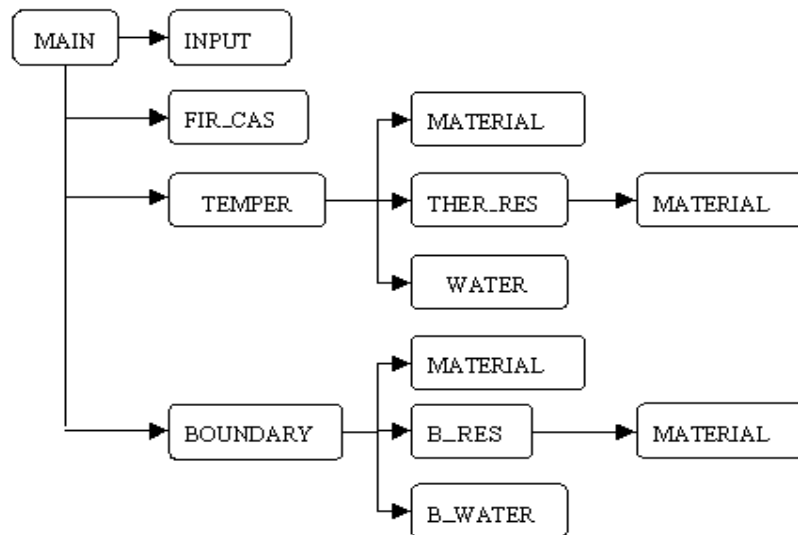 MAIN
INPUT
FIR_CAS
MATERIAL
TEMPER
THER_RES
MATERIAL
WATER
MATERIAL
BOUNDARY
B_RES
MATERIAL
B_WATER